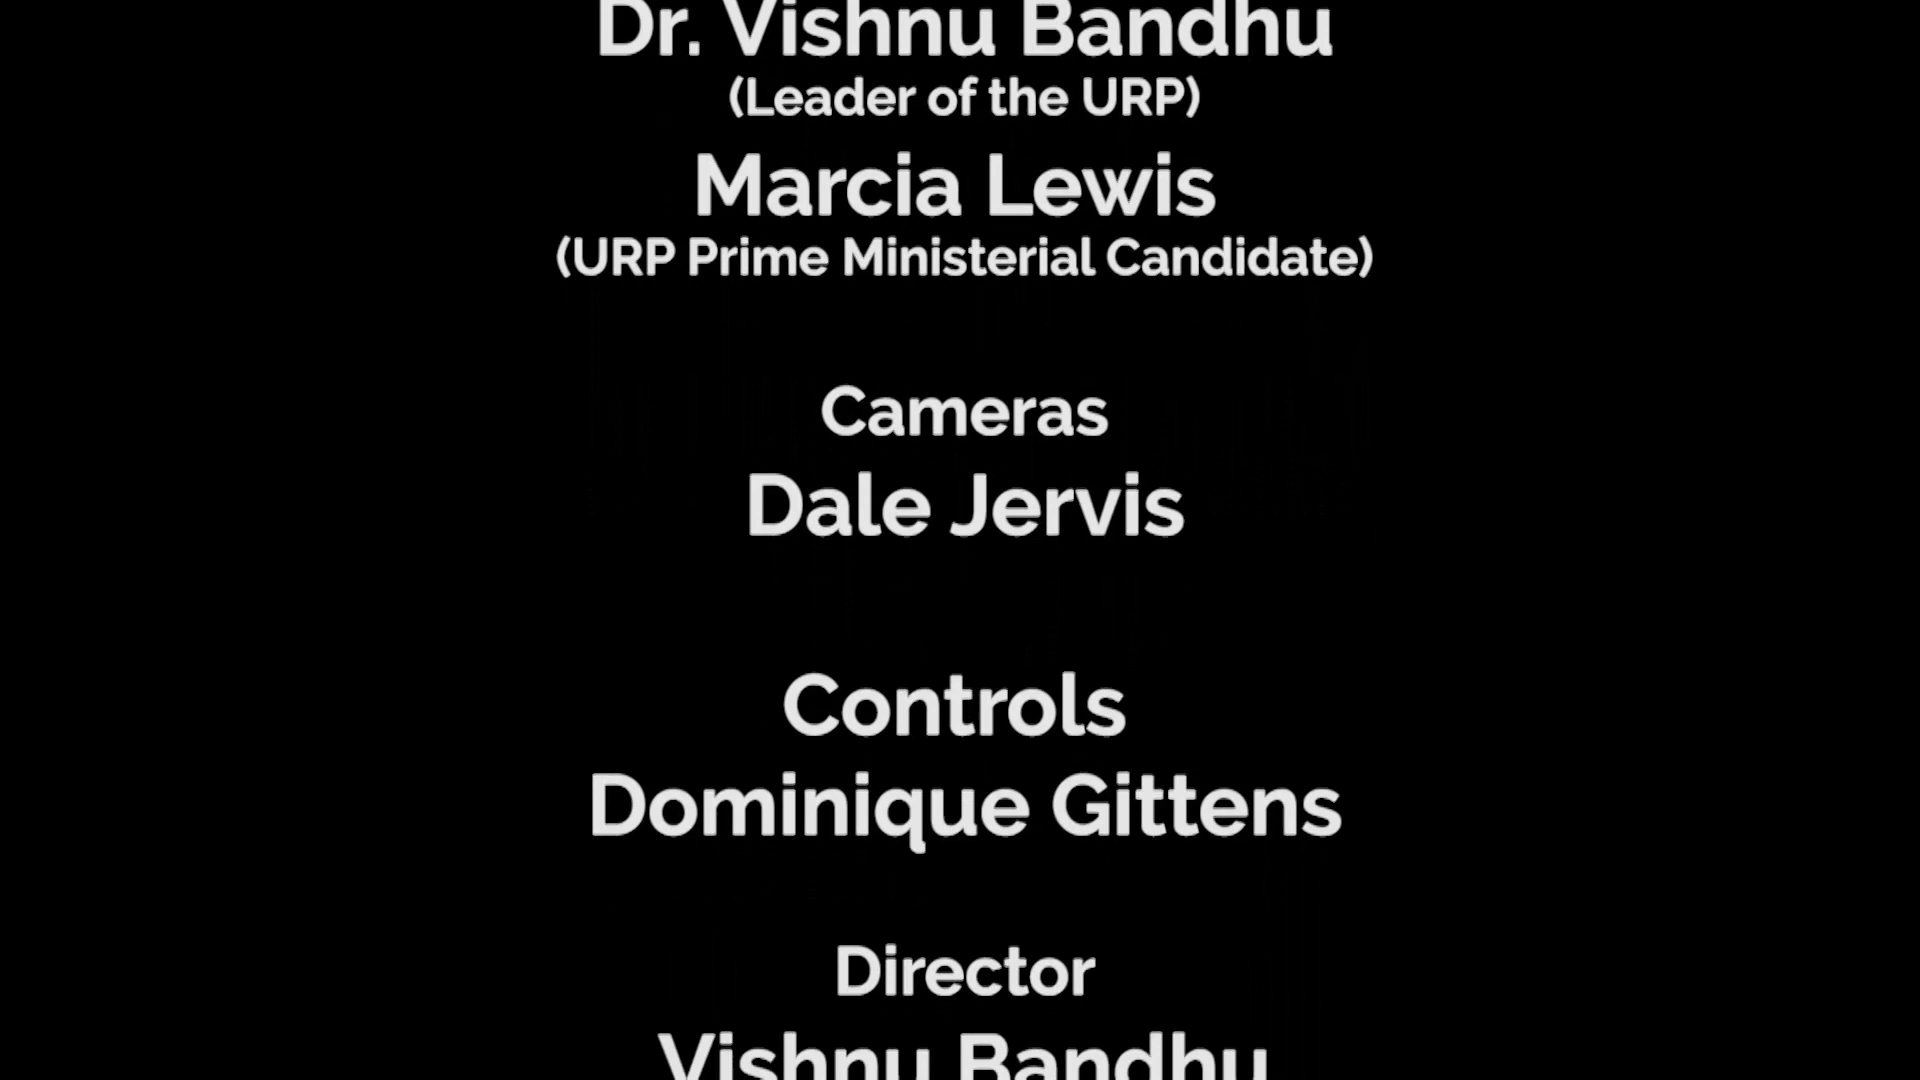 Dr. Vishnu Bandhu
(Leader of the URP)
Marcia Lewis
(URP Prime Ministerial Candidate)
Cameras
Dale Jervis
Controls
Dominique Gittens
Director
Vishnu Bandhu